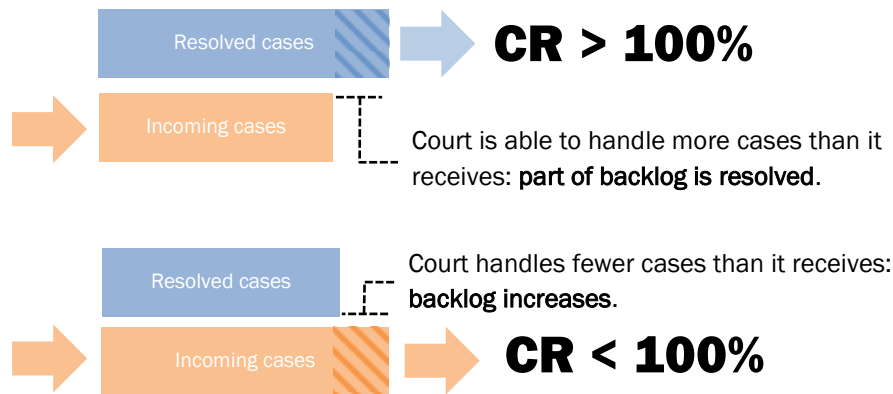 Resolved cases
CR > 100%
Incoming cases
Court is able to handle more cases than it
receives: part of backlog is resolved.
Resolved cases
Court handles fewer cases than it receives:
backlog increases.
Incoming cases
CR < 100%